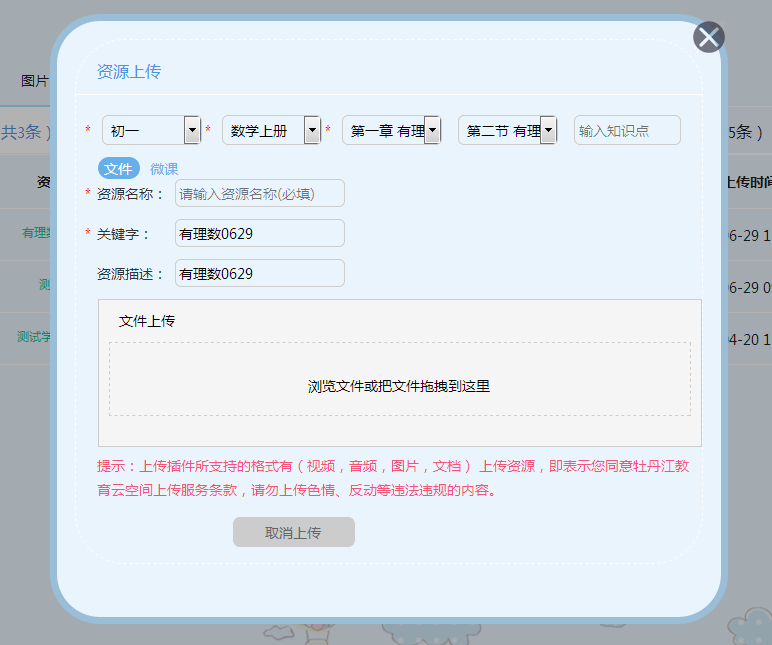 资源上传
图片
* 初一 * 数学上册 * 第一章 有理 第二节 有理 输入知识点
共3条 ) 5条 )
文件 微课
资 上传时间
* 资源名称： 请输入资源名称(必填)
* 关键字： 有理数0629
有理数 06-29 1
资源描述： 有理数0629
测 06-29 0
文件上传
测试学 04-20 1
浏览文件或把文件拖拽到这里
提示：上传插件所支持的格式有 ( 视频，音频，图片，文档 ) 上传资源，即表示您同意牡丹江教
育云空间上传服务条款，请勿上传色情、反动等违法违规的内容。
取消上传